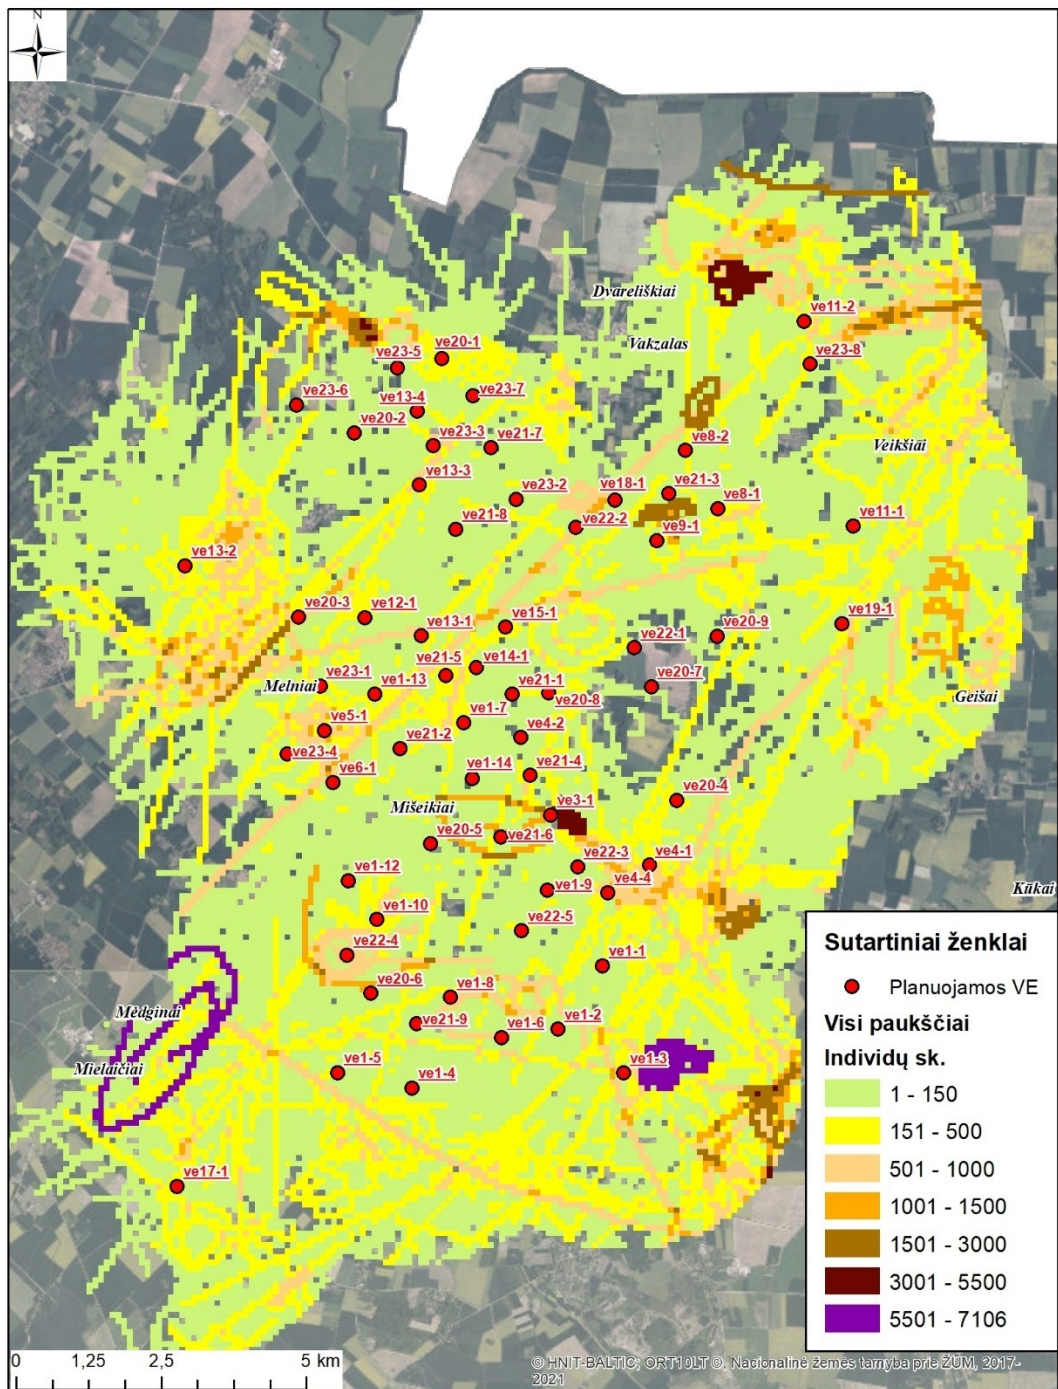 N
Dvareliškiai
ve11-2
Vakzalas
ve20-1
ve23-5
ve23-8
ve23-6
ve13-4
ve23-7
ve20-2
ve23-3
ve21-7
ve8-2
Veikšiai
ve13-3
ve23-2
ve18-1
ve21-3
ve8-1
ve21-8
ve22-2
ve9-1
ve11-1
ve13-2
ve20-3
ve12-1
ve13-1
ve15-1
ve22-1
ve20-9
ve19-1
ve21-5
ve14-1
ve23-1
Melniai
ve1-13
ve21-1
ve20-8
ve20-7
Geišai
ve5-1
ve1-7
ve4-2
ve23-4
ve21-2
ve6-1
ve1-14
ve21-4
Mišeikiai
ve3-1
ve20-4
ve20-5
ve21-6
ve1-12
ve22-3
ve4-1
ve1-9
ve4-4
Kūkai
ve1-10
ve22-5
ve22-4
ve1-1
ve20-6
ve1-8
Mėdginai
ve21-9
ve1-6
ve1-2
Mielaičiai
ve1-5
ve1-4
ve1-3
ve17-1
Sutartiniai ženklai
Planuojamos VE
Visi paukščiai
Individų sk.
1 - 150
151 - 500
501 - 1000
1001 - 1500
1501 - 3000
3001 - 5500
5501 - 7106
0 1,25 2,5 5 km
© HNIT-BALTIC; ORT10LT ©, Nacionalinė žemės tarnyba prie ŽŪM, 2017-
2021